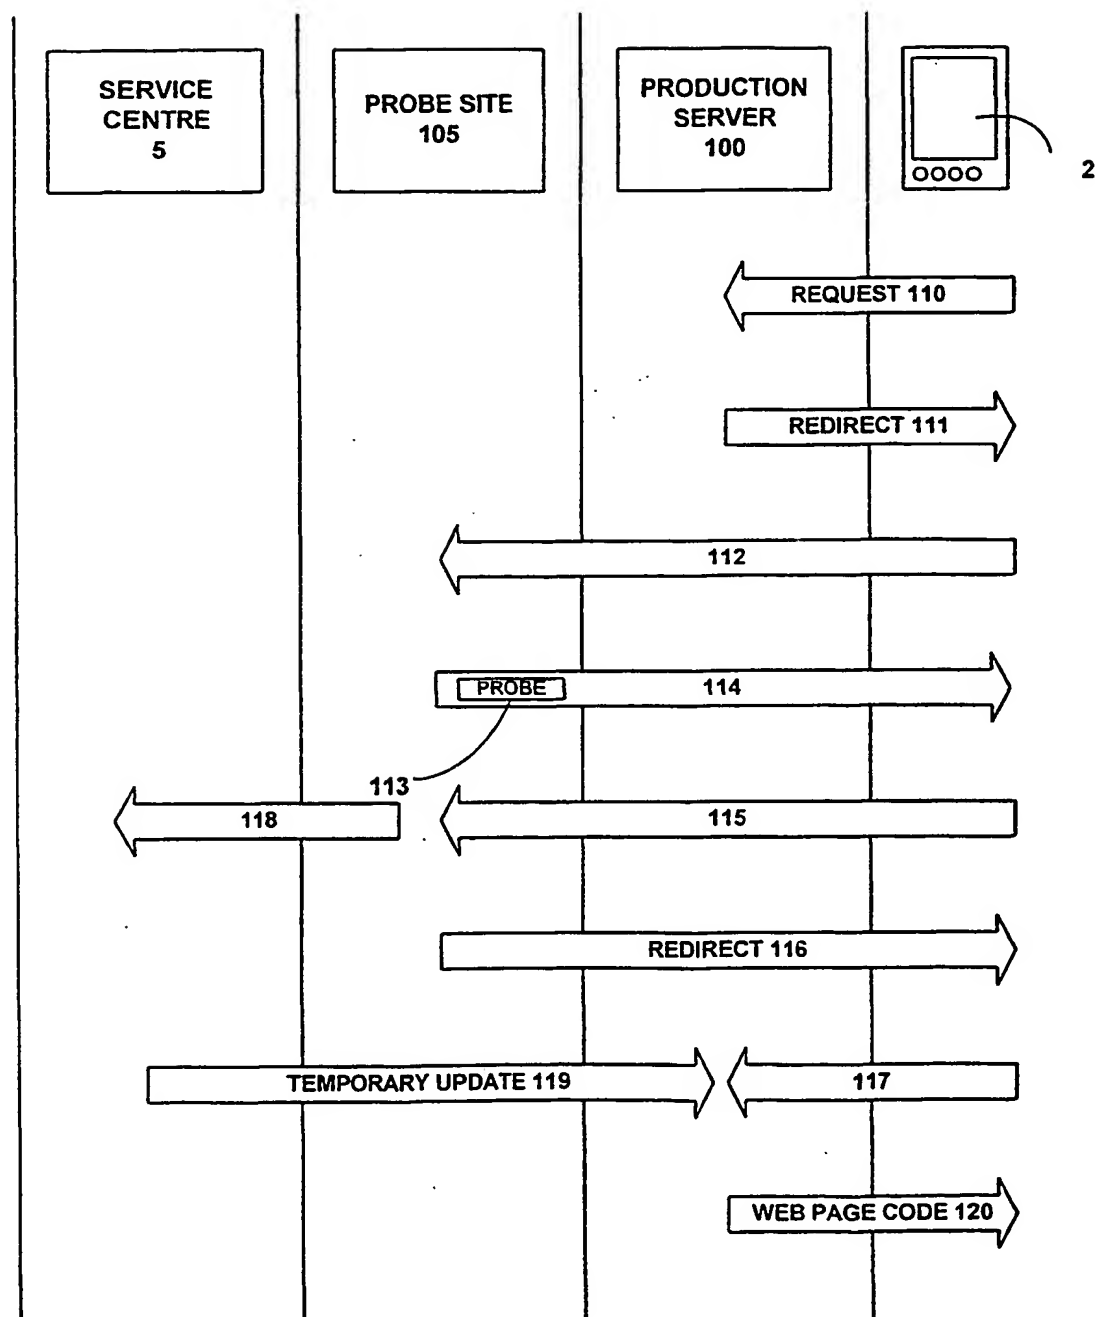 SERVICE
CENTRE
5
PROBE SITE
105
PRODUCTION
SERVER
100
2
REQUEST 110
REDIRECT 111
112
PROBE
114
113
118
115
REDIRECT 116
TEMPORARY UPDATE 119
117
WEB PAGE CODE 120